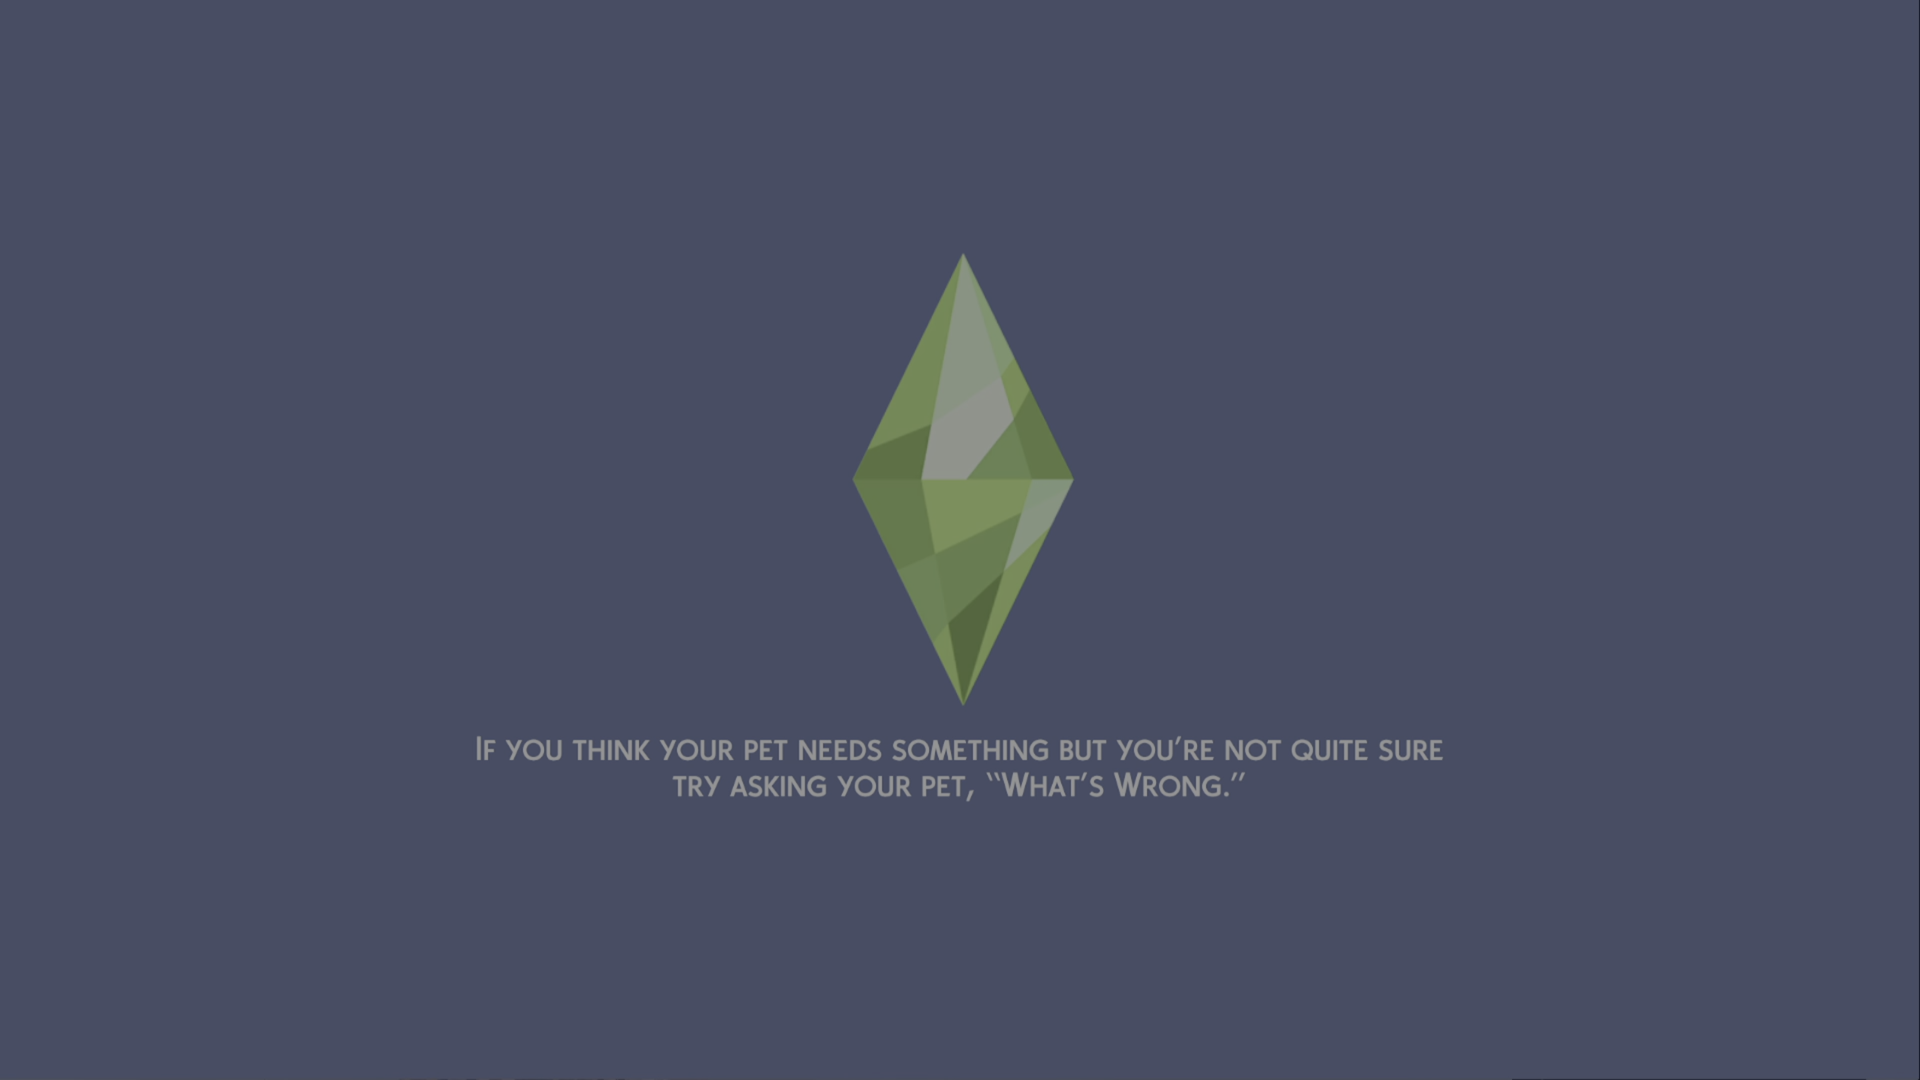 If you think your pet needs something but you're not quite sure
try asking your pet, “What's Wrong.”